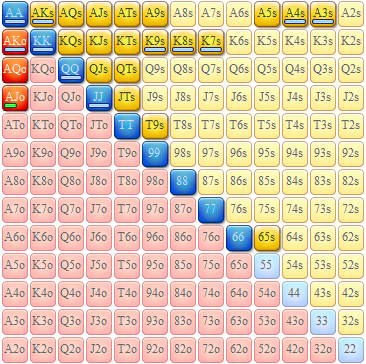 AA AKs AQs AJs ATs A9s A8s A7s A6s A5s A4s A3s A2s
AKo KK KQs KJs KTs K9s K8s K7s K6s K5s K4s K3s K2s
AQo KQo QQ QJs QTs Q9s Q8s Q7s Q6s Q5s Q4s Q3s Q2s
AJo KJo QJo JJ JTs J9s J8s J7s J6s J5s J4s J3s J2s
ATo KTo QTo JTo TT T9s T8s T7s T6s T5s T4s T3s T2s
A9o K9o Q9o J9o T9o 99 98s 97s 96s 95s 94s 93s 92s
A8o K8o Q8o J8o T8o 98o 88 87s 86s 85s 84s 83s 82s
A7o K7o Q7o J7o T7o 97o 87o 77 76s 75s 74s 73s 72s
A6o K6o Q6o J6o T6o 96o 86o 76o 66 65s 64s 63s 62s
A5o K5o Q5o J5o T5o 95o 85o 75o 65o 55 54s 53s 52s
A4o K4o Q4o J4o T4o 94o 84o 74o 64o 54o 44 43s 42s
A3o K3o Q3o J3o T3o 93o 83o 73o 63o 53o 43o 33 32s
A2o K2o Q2o J2o T2o 92o 82o 72o 62o 52o 42o 32o 22